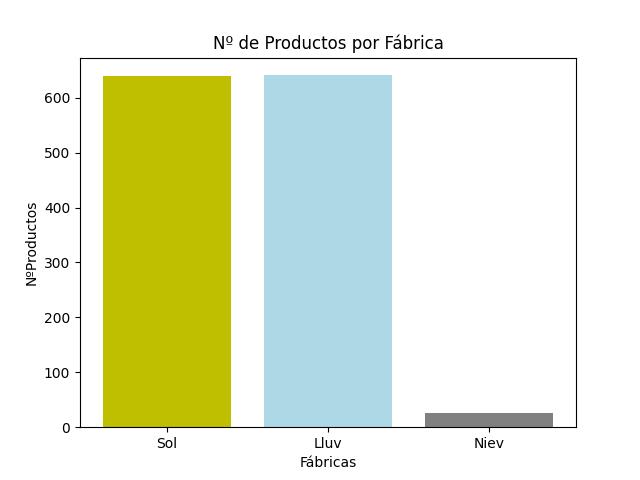 Nº de Productos por Fábrica
NºProductos
600
500
400
300
200
100
0
Sol
Lluv
Niev
Fábricas